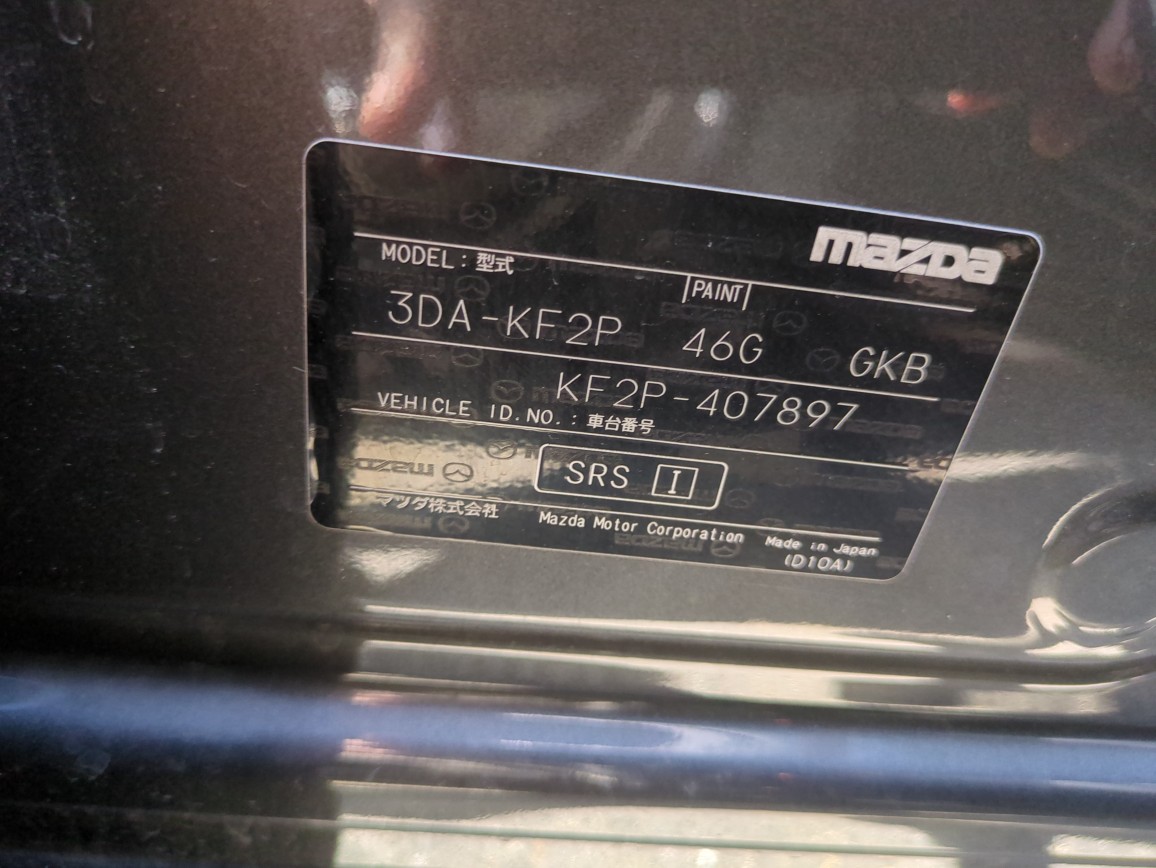 mazda
MODEL : 型式
PAINT
3DA-KF2P 46G GKB
KF2P-407897
VEHICLE ID.NO. : 車台番号
SRS I
マツダ株式会社 Mazda Motor Corporation Made in Japan
(D10A)